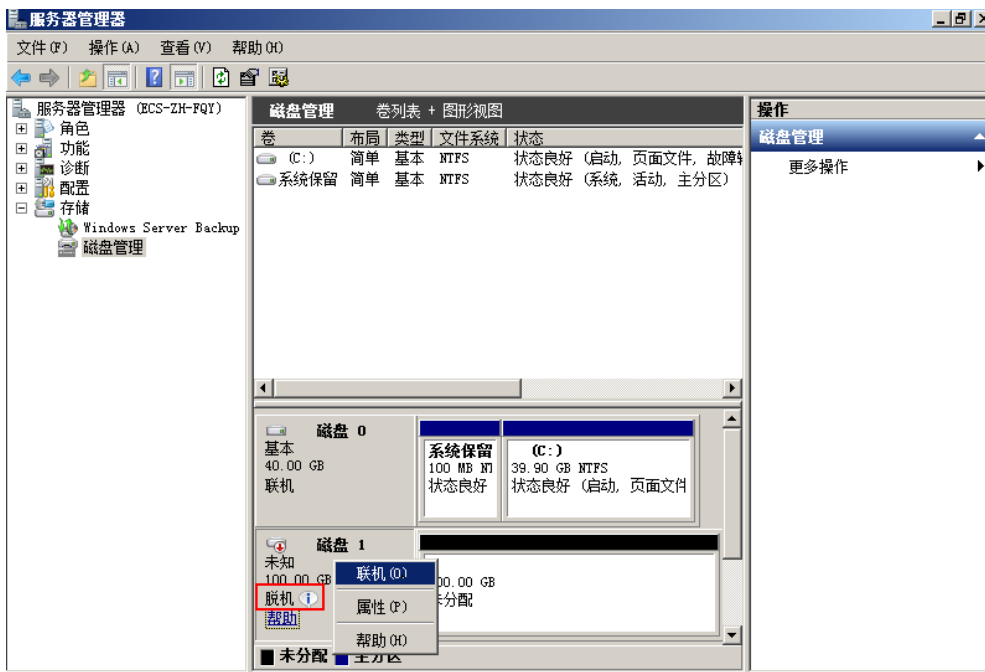 服务器管理器
文件(F) 操作(A) 查看(V) 帮助(H)
服务器管理器 (ECS-ZH-FQY)
角色
功能
诊断
配置
存储
Windows Server Backup
磁盘管理
磁盘管理 卷列表 + 图形视图
卷 布局 类型 文件系统 状态
(C:) 简单 基本 NTFS 状态良好 (启动, 页面文件, 故障
系统保留 简单 基本 NTFS 状态良好 (系统, 活动, 主分区)
操作
磁盘管理
更多操作
磁盘 0
基本
40.00 GB
联机
系统保留
100 MB NT
状态良好
(C:)
39.90 GB NTFS
状态良好 (启动, 页面文件
磁盘 1
未知
100.00 GB
脱机
帮助
00.00 GB
未分配
联机(O)
属性(P)
帮助(H)
未分配 主分区